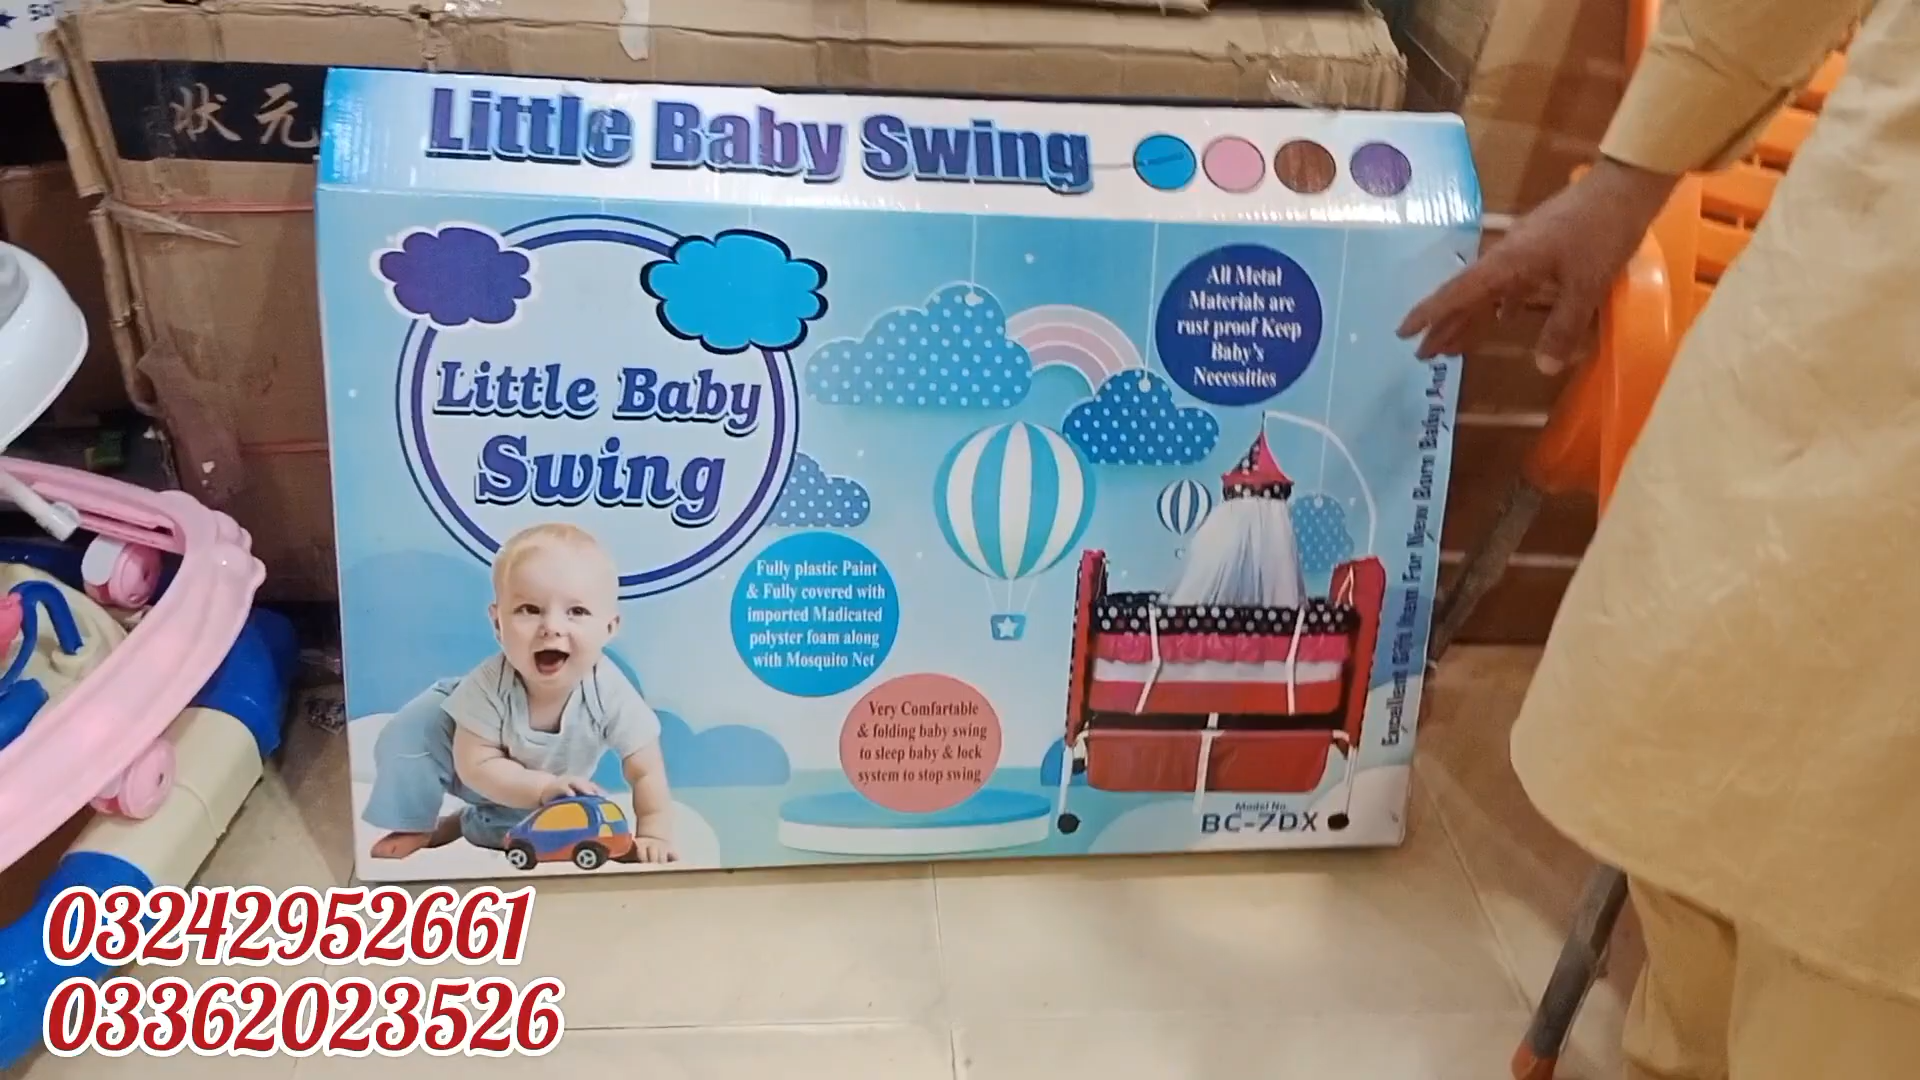 状元
Little Baby Swing
Little Baby
Swing
All Metal
Materials are
rust proof Keep
Baby's
Necessities
Fully plastic Paint
& Fully covered with
imported Madicated
polyster foam along
with Mosquito Net
Very Comfartable
& folding baby swing
to sleep baby & lock
system to stop swing
Model No.
BC-7DX
Excellent Gift Item For New Born Baby And
03242952661
03362023526